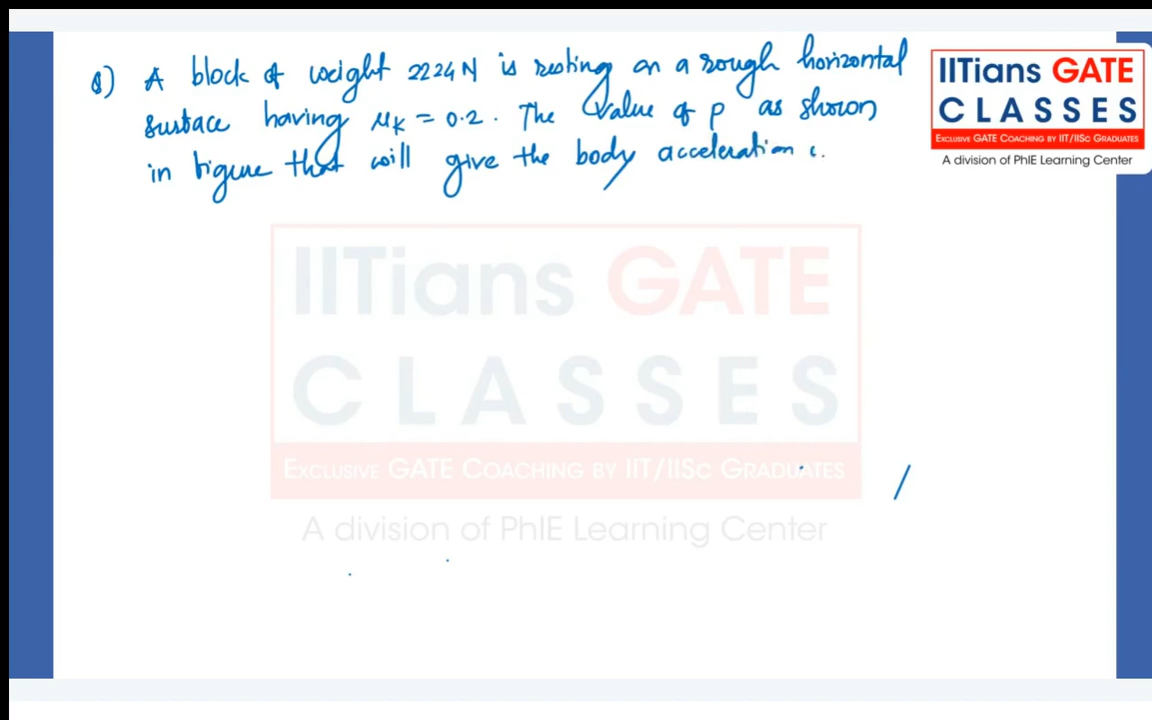 Q) A block of weight 2224N is resting on a rough horizontal
surface having μK = 0.2. The value of p as shown
in figure that will give the body acceleration
IITians GATE
CLASSES
EXCLUSIVE GATE COACHING BY IIT/IISc GRADUATES
A division of PhIE Learning Center
IITians GATE
CLASSES
EXCLUSIVE GATE COACHING BY IIT/IISc GRADUATES
A division of PhIE Learning Center